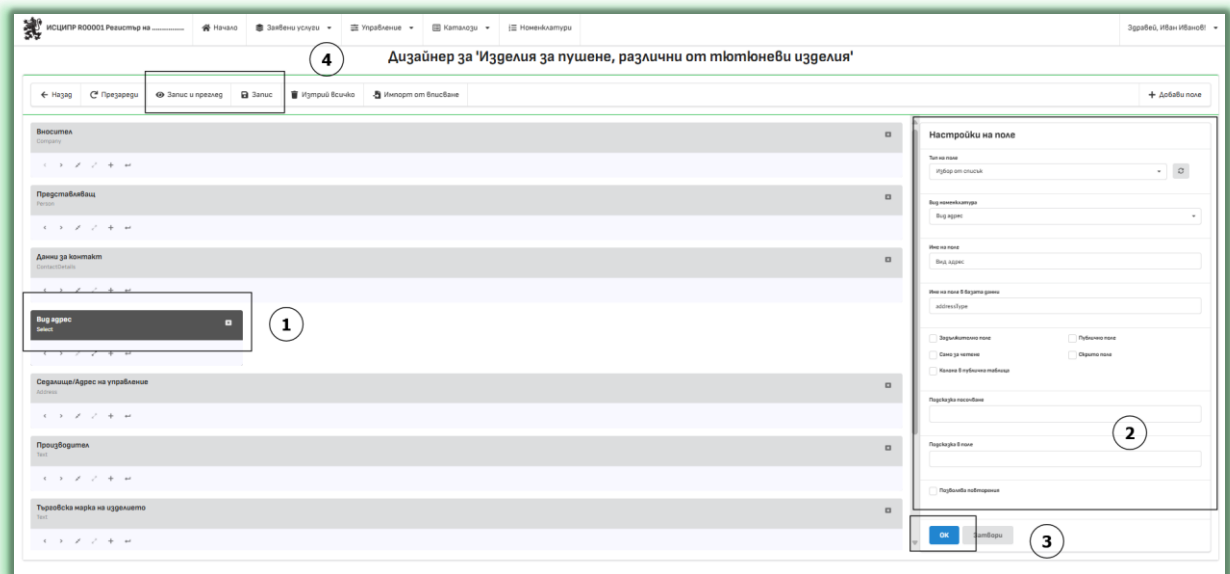 ИСЦИПР R00001 Регистър на ................ Начало Заявени услуги Управление Каталози Номенклатури Здравей, Иван Иванов!
4
Дизайнер за 'Изделия за пушене, различни от тютюневи изделия'
Назад Презареди Запис и преглед Запис Изтрий всичко Импорт от вписване Добави поле
Вносител
Company
Представляващ
Person
Данни за контакт
ContactDetails
Вид адрес
Select
1
Седалище/Адрес на управление
Address
Производител
Text
Търговска марка на изделието
Text
Настройки на поле
Тип на поле
Избор от списък
Вид номенклатура
Вид адрес
Име на поле
Вид адрес
Име на поле в базата данни
addressType
Задължително поле Публично поле
Само за четене Скрито поле
Колона в публична таблица
Подсказка посочване
2
Подсказка в поле
Позволява повторения
OK Затвори
3